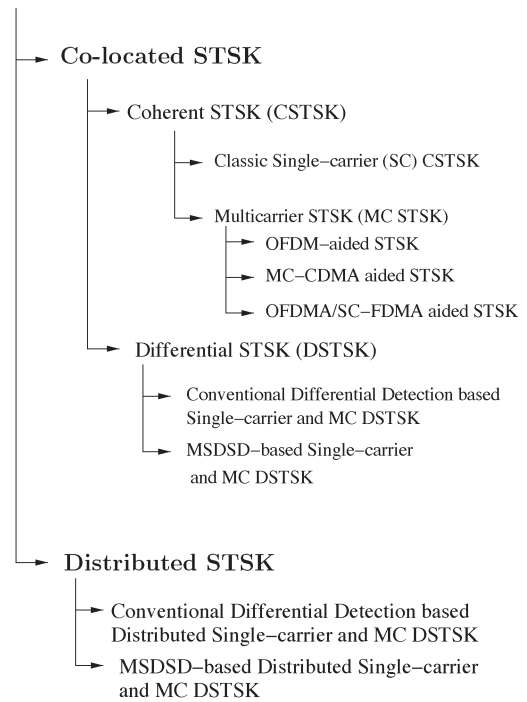 Co-located STSK
Coherent STSK (CSTSK)
Classic Single−carrier (SC) CSTSK
Multicarrier STSK (MC STSK)
OFDM−aided STSK
MC−CDMA aided STSK
OFDMA/SC−FDMA aided STSK
Differential STSK (DSTSK)
Conventional Differential Detection based
Single−carrier and MC DSTSK
MSDSD−based Single−carrier
and MC DSTSK
Distributed STSK
Conventional Differential Detection based
Distributed Single−carrier and MC DSTSK
MSDSD−based Distributed Single−carrier
and MC DSTSK